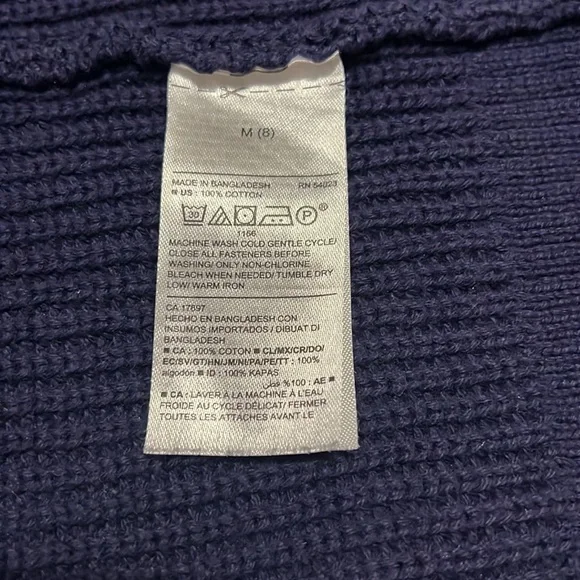 M (8)
MADE IN BANGLADESH RN 54023
■ US : 100% COTTON
30 P ®
1166
MACHINE WASH COLD GENTLE CYCLE/
CLOSE ALL FASTENERS BEFORE
WASHING/ ONLY NON-CHLORINE
BLEACH WHEN NEEDED/ TUMBLE DRY
LOW/ WARM IRON
CA 17897
HECHO EN BANGLADESH CON
INSUMOS IMPORTADOS / DIBUAT DI
BANGLADESH
■ CA : 100% COTON ■ CL/MX/CR/DO/
EC/SV/GT/HN/JM/NI/PA/PE/TT : 100%
algodón ■ ID : 100% KAPAS
قطن %100 : AE ■
■ CA : LAVER À LA MACHINE À L'EAU
FROIDE AU CYCLE DÉLICAT/ FERMER
TOUTES LES ATTACHES AVANT LE